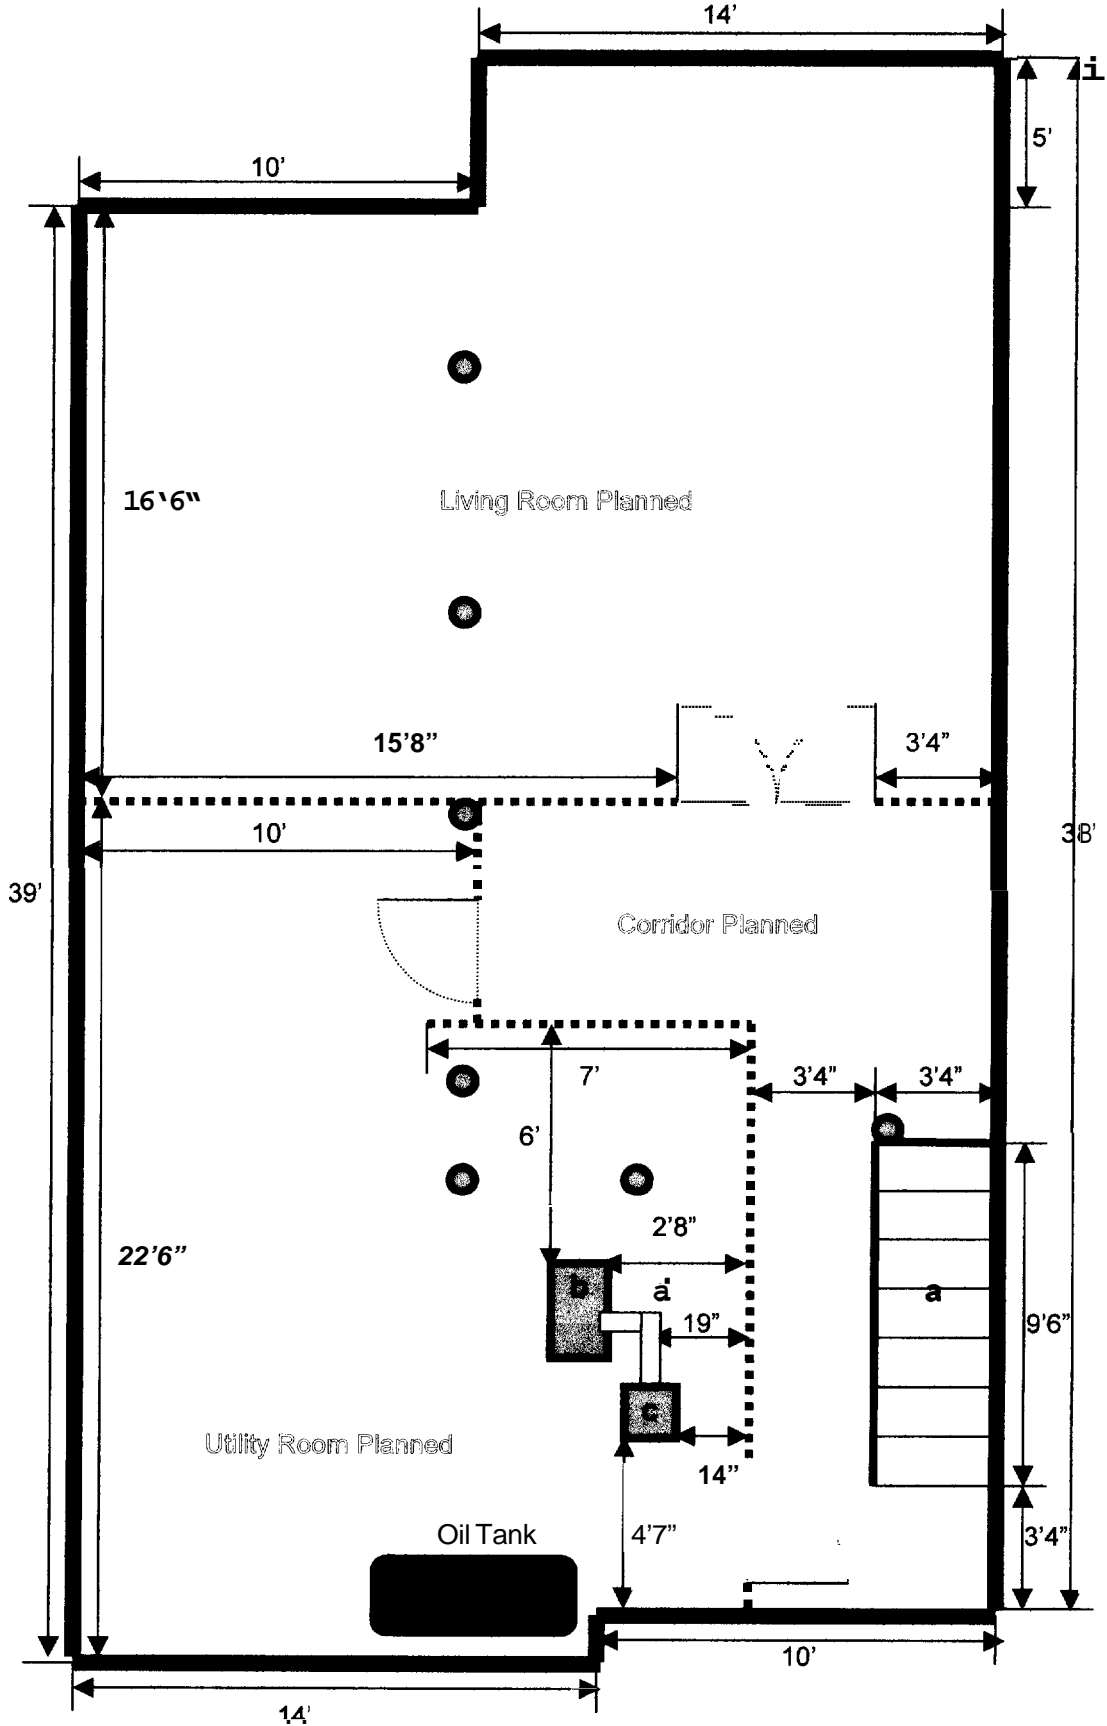 14'
i
5'
10'
16'6"
Living Room Planned
15'8"
3'4"
10'
38'
39'
Corridor Planned
7'
3'4"
3'4"
6'
2'8"
22'6"
b
a
a
19"
9'6"
c
Utility Room Planned
14"
Oil Tank
4'7"
3'4"
10'
14'